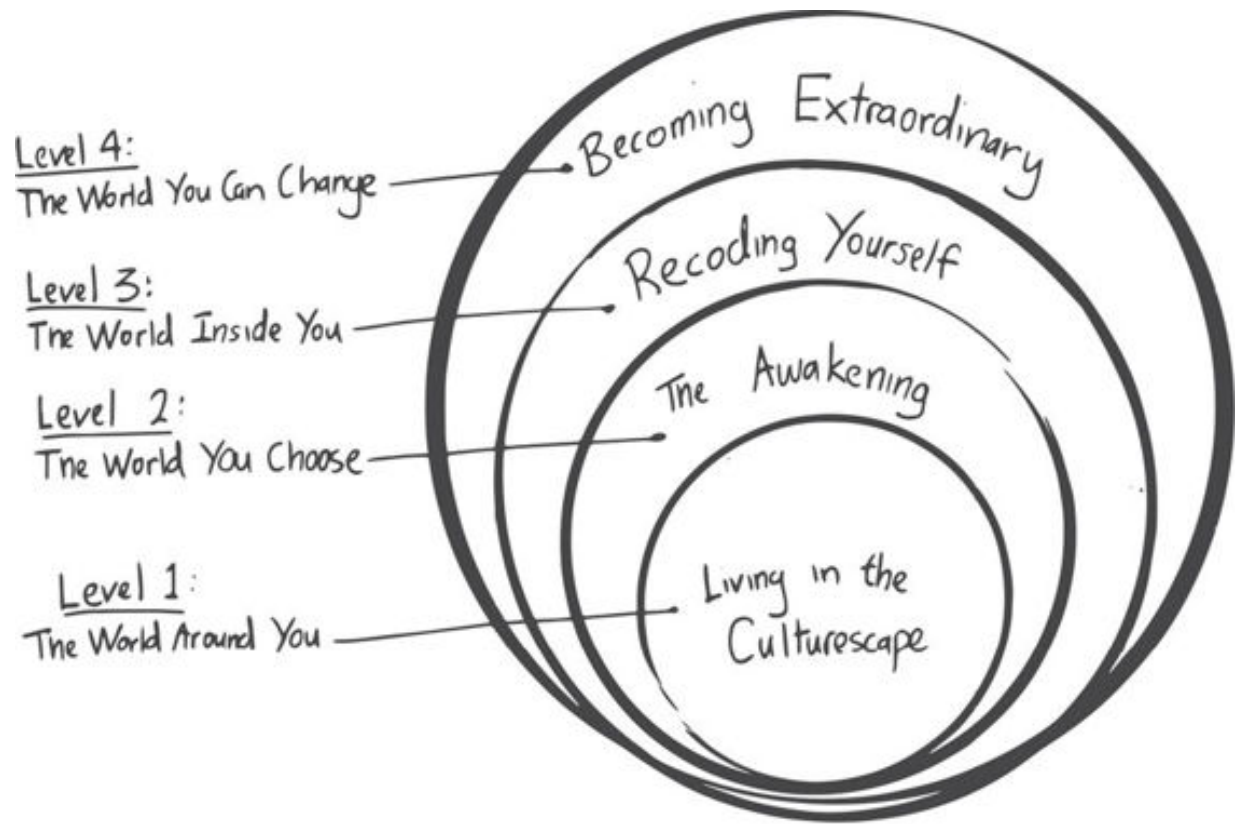 Level 4:
The World You Can Change
Becoming Extraordinary
Level 3:
The World Inside You
Recoding Yourself
Level 2:
The World You Choose
The Awakening
Level 1:
The World Around You
Living in the
Culturescape